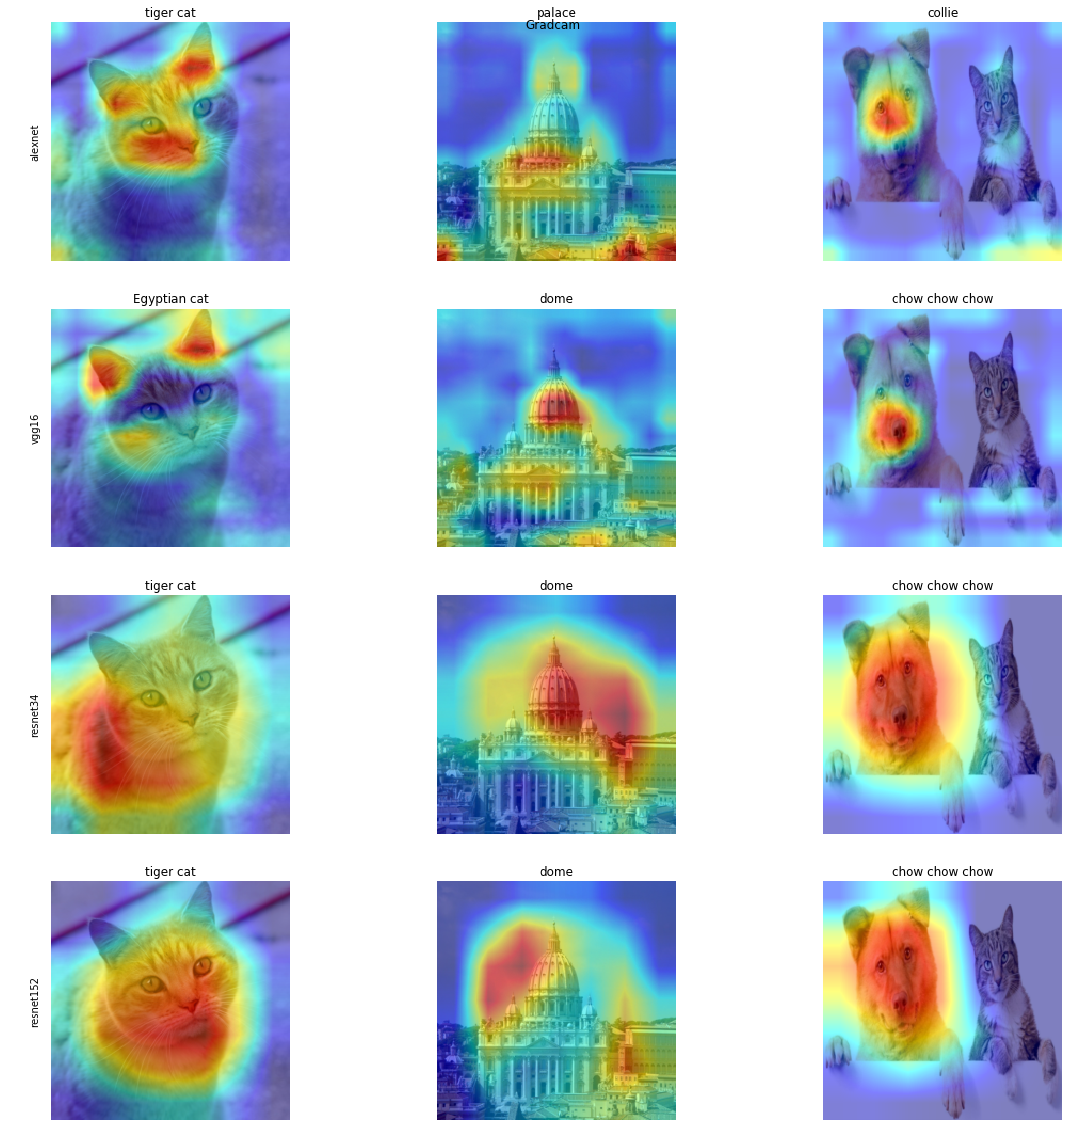 tiger cat
palace
collie
Gradcam
alexnet
Egyptian cat
dome
chow chow chow
vgg16
tiger cat
dome
chow chow chow
resnet34
tiger cat
dome
chow chow chow
resnet152